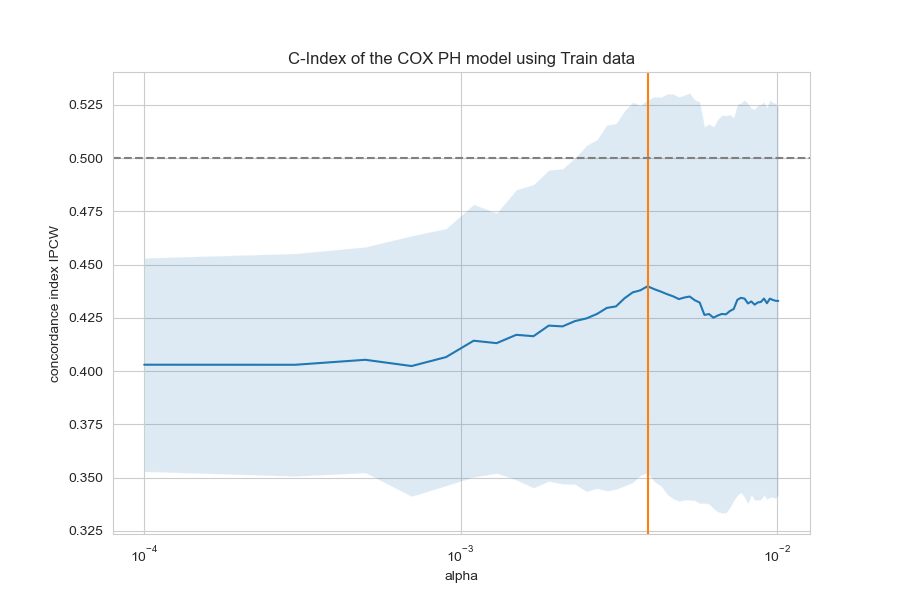 C-Index of the COX PH model using Train data
concordance index IPCW
0.525
0.500
0.475
0.450
0.425
0.400
0.375
0.350
0.325
10⁻⁴ 10⁻³ 10⁻²
alpha